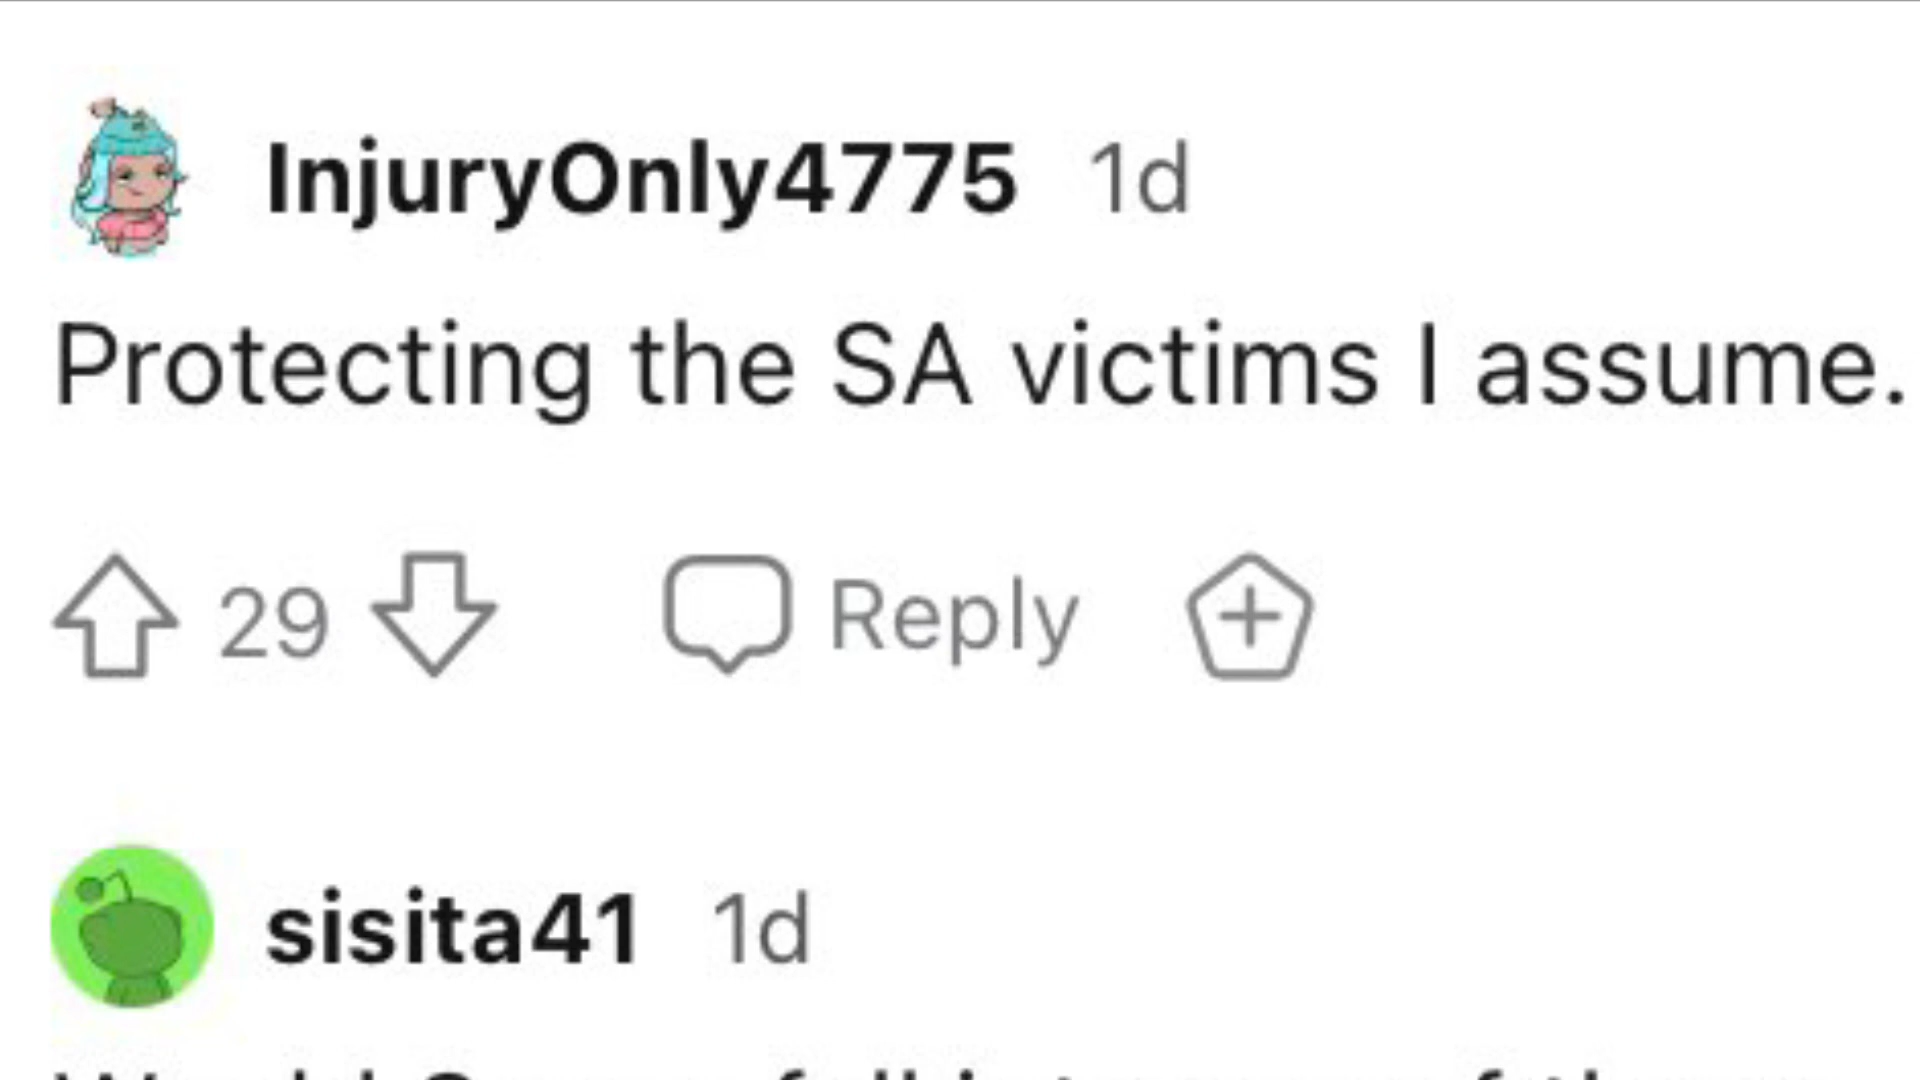 InjuryOnly4775 1d
Protecting the SA victims I assume.
29 Reply
sisita41 1d